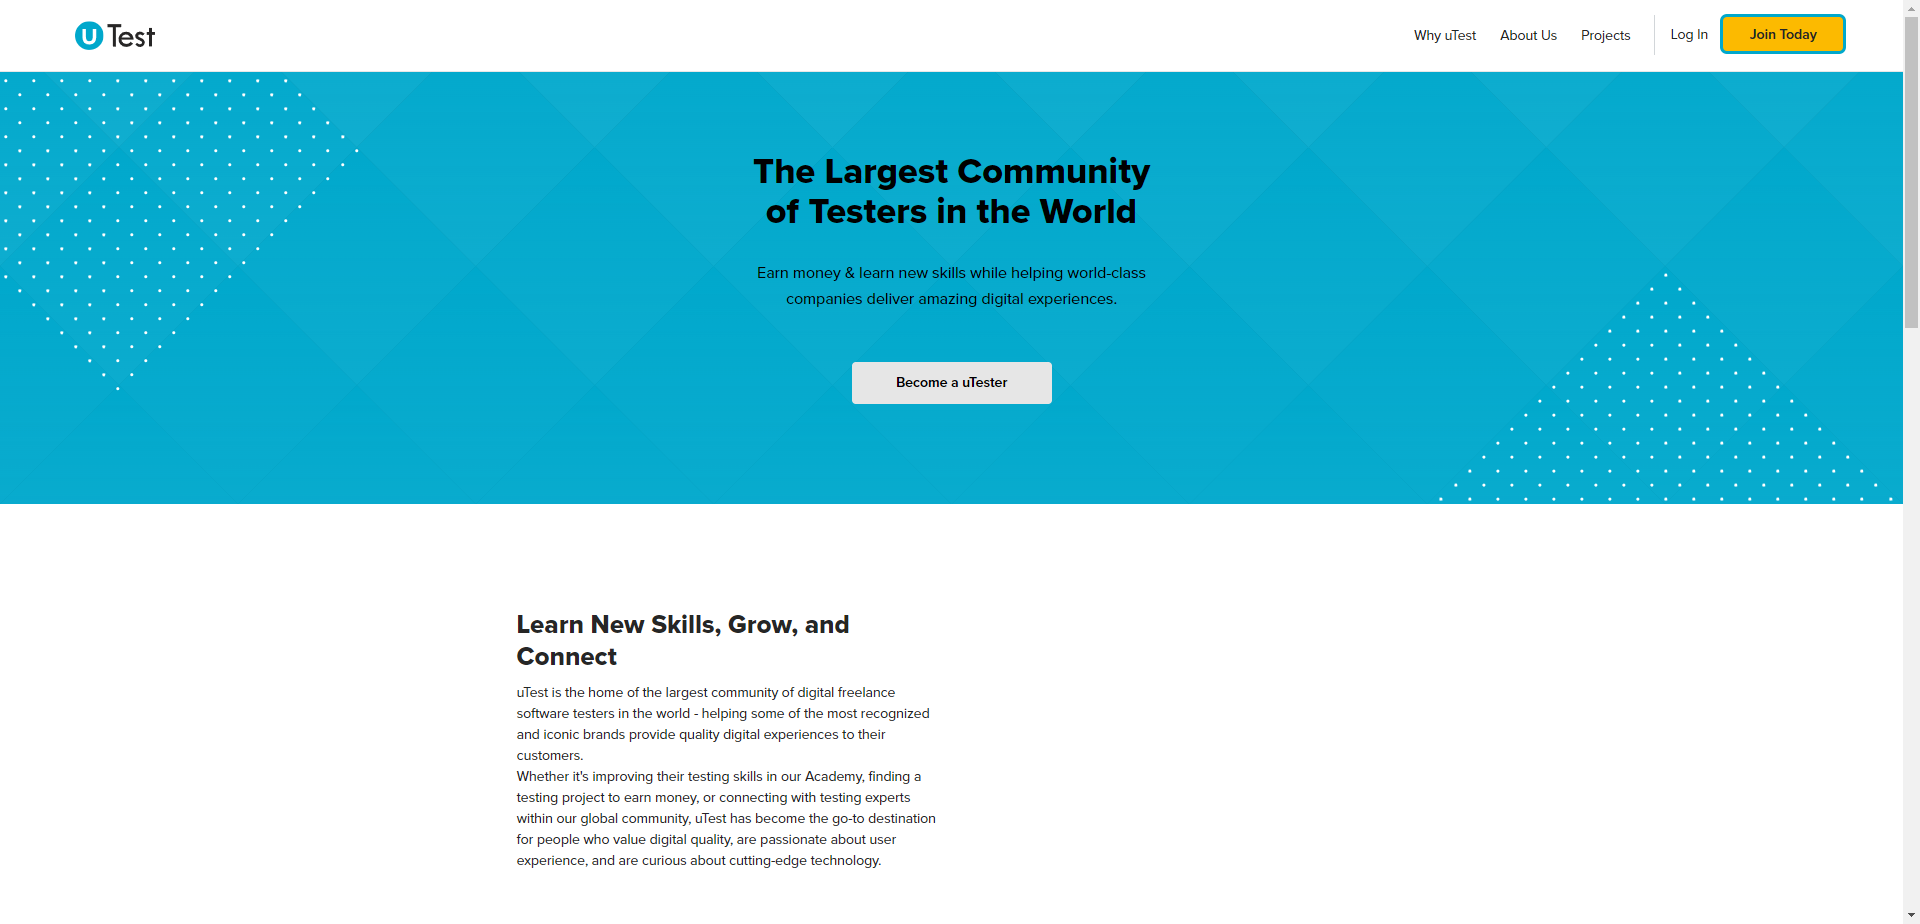 uTest
Why uTest
About Us
Projects
Log In
Join Today
The Largest Community
of Testers in the World
Earn money & learn new skills while helping world-class
companies deliver amazing digital experiences.
Become a uTester
Learn New Skills, Grow, and
Connect
uTest is the home of the largest community of digital freelance
software testers in the world - helping some of the most recognized
and iconic brands provide quality digital experiences to their
customers.
Whether it's improving their testing skills in our Academy, finding a
testing project to earn money, or connecting with testing experts
within our global community, uTest has become the go-to destination
for people who value digital quality, are passionate about user
experience, and are curious about cutting-edge technology.